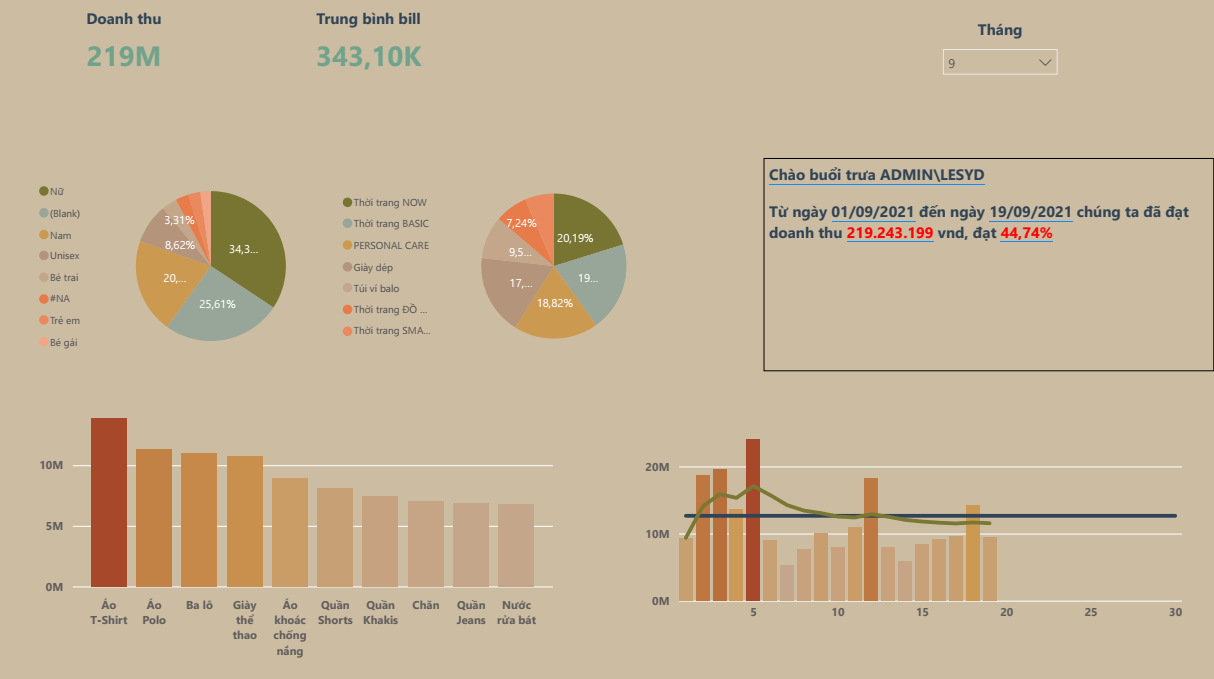 Doanh thu
219M
Trung bình bill
343,10K
Tháng
9
Nữ
(Blank)
Nam
Unisex
Bé trai
#NA
Trẻ em
Bé gái
34,3...
25,61%
20,...
8,62%
3,31%
Thời trang NOW
Thời trang BASIC
PERSONAL CARE
Giày dép
Túi ví balo
Thời trang ĐỒ ...
Thời trang SMA...
20,19%
19...
18,82%
17,...
9,5...
7,24%
Chào buổi trưa ADMIN\LESYD
Từ ngày 01/09/2021 đến ngày 19/09/2021 chúng ta đã đạt
doanh thu 219.243.199 vnd, đạt 44,74%
10M
5M
0M
Áo
T-Shirt
Áo
Polo
Ba lô
Giày
thể
thao
Áo
khoác
chống
nắng
Quần
Shorts
Quần
Khakis
Chăn
Quần
Jeans
Nước
rửa bát
20M
10M
0M
5
10
15
20
25
30